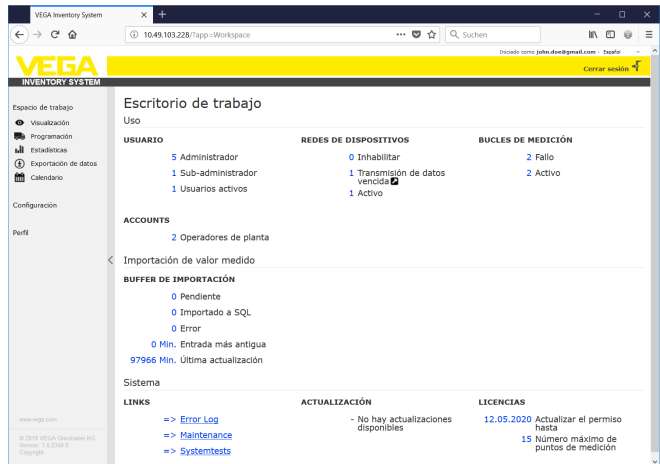 VEGA Inventory System
10.49.103.228/?app=Workspace
Suchen
Iniciado como john.doe@gmail.com - Español
VEGA
INVENTORY SYSTEM
Cerrar sesión
Espacio de trabajo
Visualización
Programación
Estadísticas
Exportación de datos
Calendario
Configuración
Perfil
Escritorio de trabajo
Uso
USUARIO
5 Administrador
1 Sub-administrador
1 Usuarios activos
REDES DE DISPOSITIVOS
0 Inhabilitar
1 Transmisión de datos
vencida
1 Activo
BUCLES DE MEDICIÓN
2 Fallo
2 Activo
ACCOUNTS
2 Operadores de planta
Importación de valor medido
BUFFER DE IMPORTACIÓN
0 Pendiente
0 Importado a SQL
0 Error
0 Min. Entrada más antigua
97966 Min. Última actualización
Sistema
LINKS
=> Error Log
=> Maintenance
=> Systemtests
ACTUALIZACIÓN
- No hay actualizaciones
disponibles
LICENCIAS
12.05.2020 Actualizar el permiso
hasta
15 Número máximo de
puntos de medición
www.vega.com
© 2019 VEGA Grieshaber KG
Version: 1.8.2340.9
Copyright